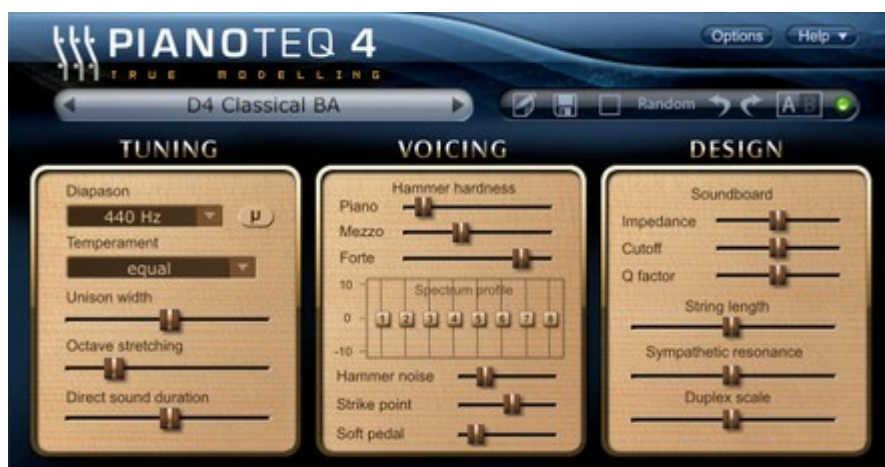 PIANOTEQ 4
TRUE MODELLING
Options Help
D4 Classical BA
Random A B
TUNING
Diapason
440 Hz μ
Temperament
equal
Unison width
Octave stretching
Direct sound duration
VOICING
Hammer hardness
Piano
Mezzo
Forte
10
Spectrum profile
0 1 2 3 4 5 6 7 8
-10
Hammer noise
Strike point
Soft pedal
DESIGN
Soundboard
Impedance
Cutoff
Q factor
String length
Sympathetic resonance
Duplex scale